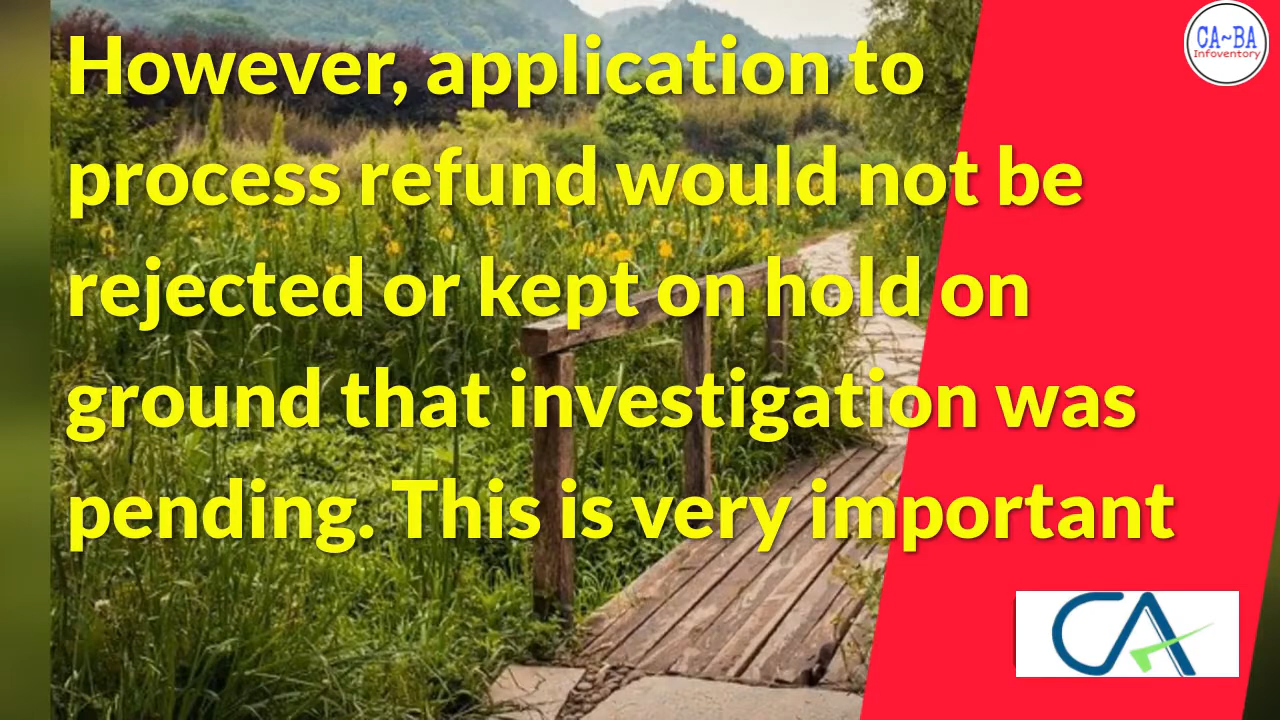 However, application to
process refund would not be
rejected or kept on hold on
ground that investigation was
pending. This is very important
CA~BA
Infoventory
CA